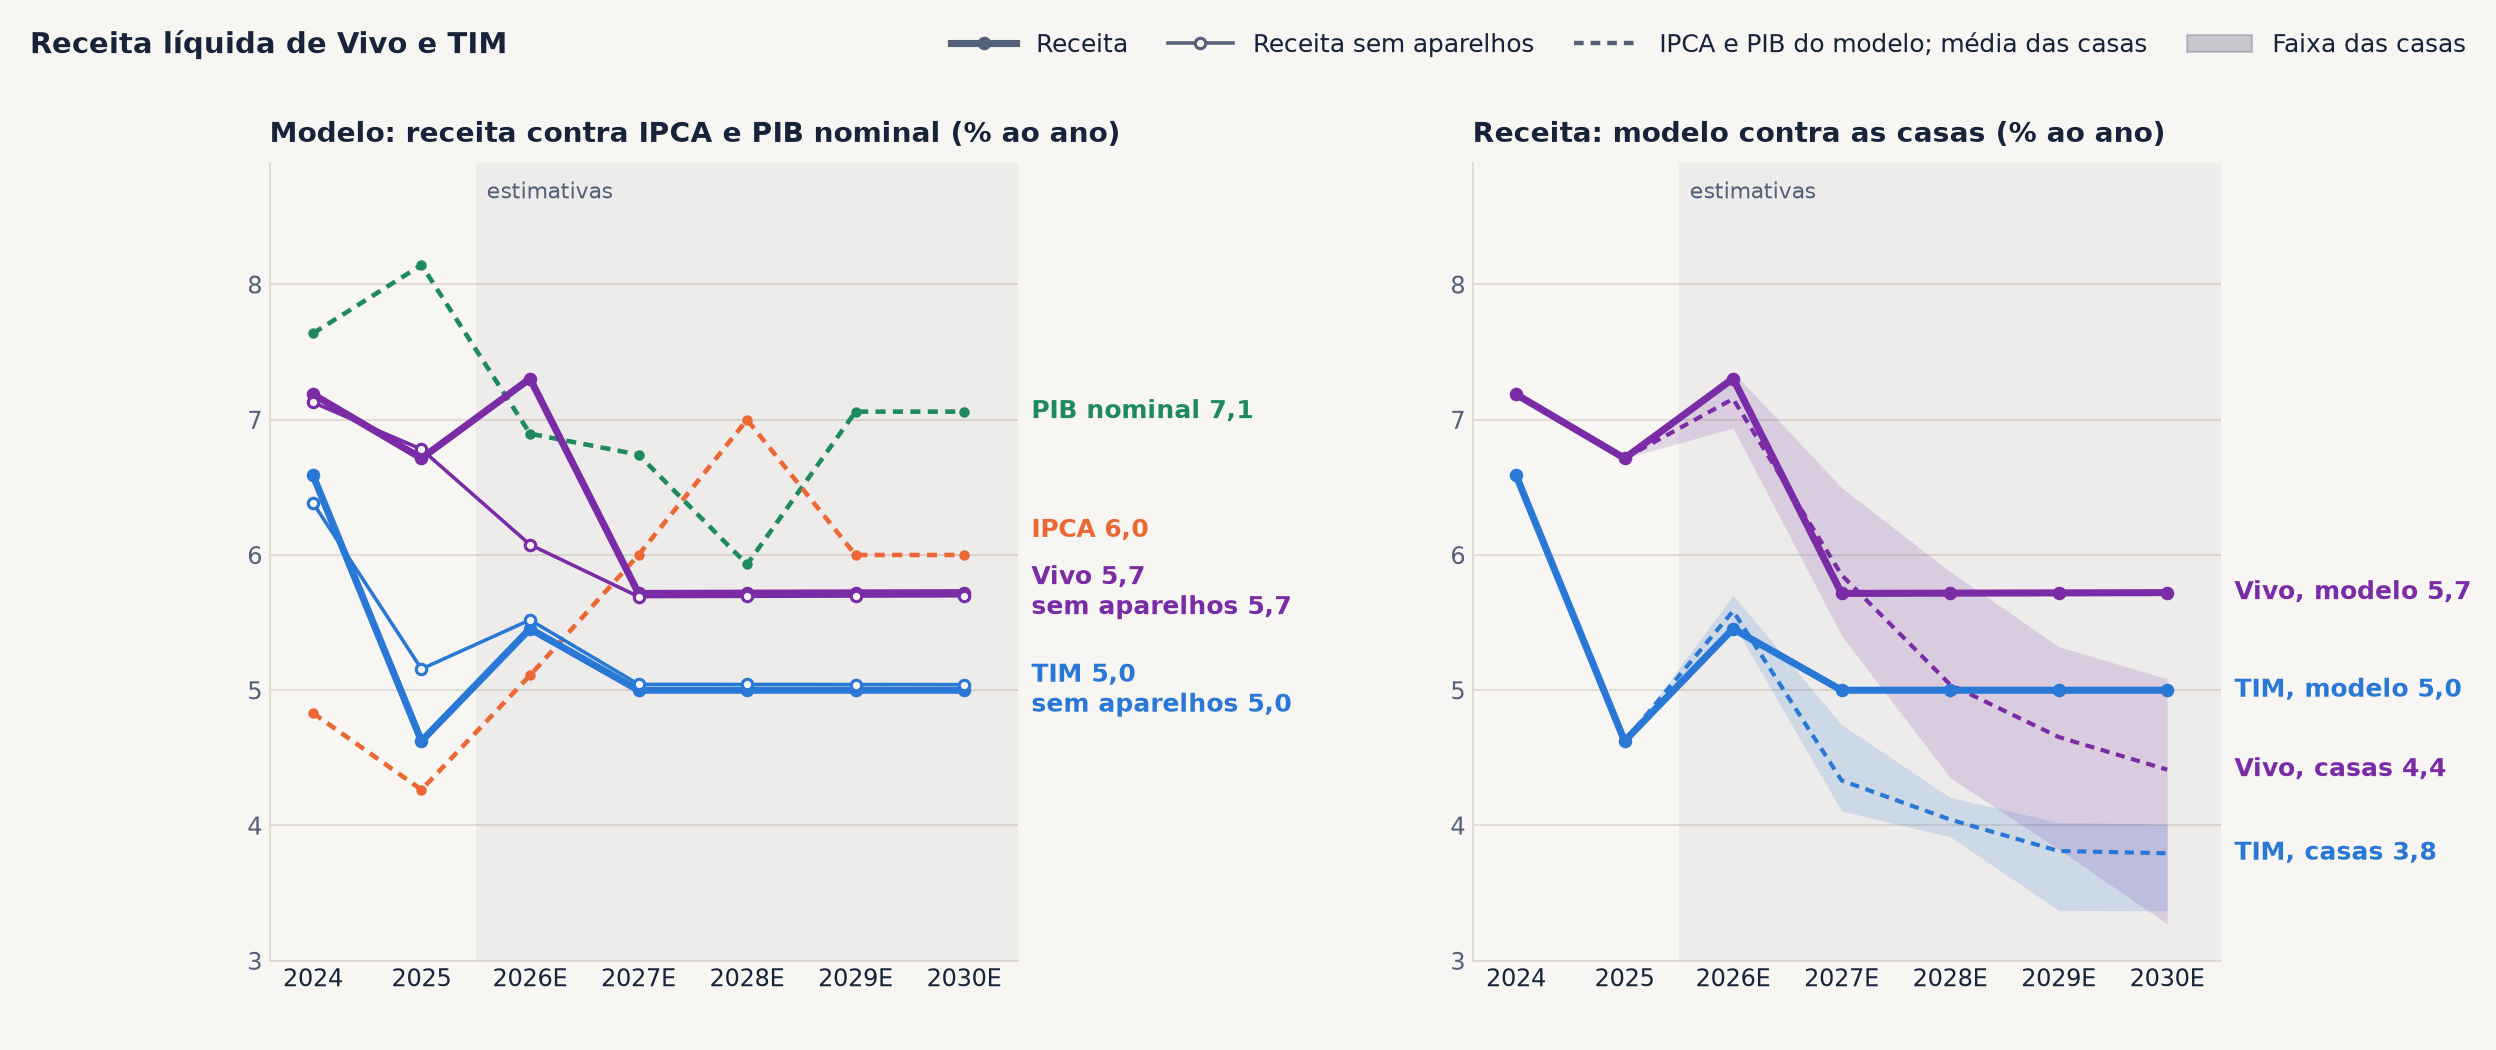 Receita líquida de Vivo e TIM
Receita
Receita sem aparelhos
IPCA e PIB do modelo; média das casas
Faixa das casas
Modelo: receita contra IPCA e PIB nominal (% ao ano)
estimativas
8
7
6
5
4
3
2024 2025 2026E 2027E 2028E 2029E 2030E
PIB nominal 7,1
IPCA 6,0
Vivo 5,7
sem aparelhos 5,7
TIM 5,0
sem aparelhos 5,0
Receita: modelo contra as casas (% ao ano)
estimativas
8
7
6
5
4
3
2024 2025 2026E 2027E 2028E 2029E 2030E
Vivo, modelo 5,7
TIM, modelo 5,0
Vivo, casas 4,4
TIM, casas 3,8